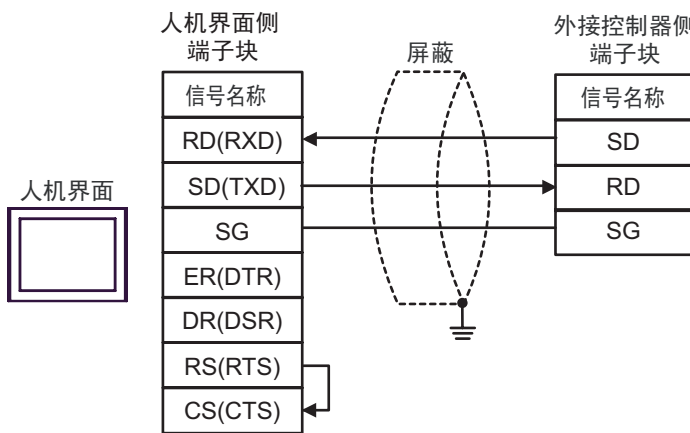 人机界面侧
端子块
屏蔽
外接控制器侧
端子块
信号名称
RD(RXD)
SD(TXD)
SG
ER(DTR)
DR(DSR)
RS(RTS)
CS(CTS)
人机界面
信号名称
SD
RD
SG